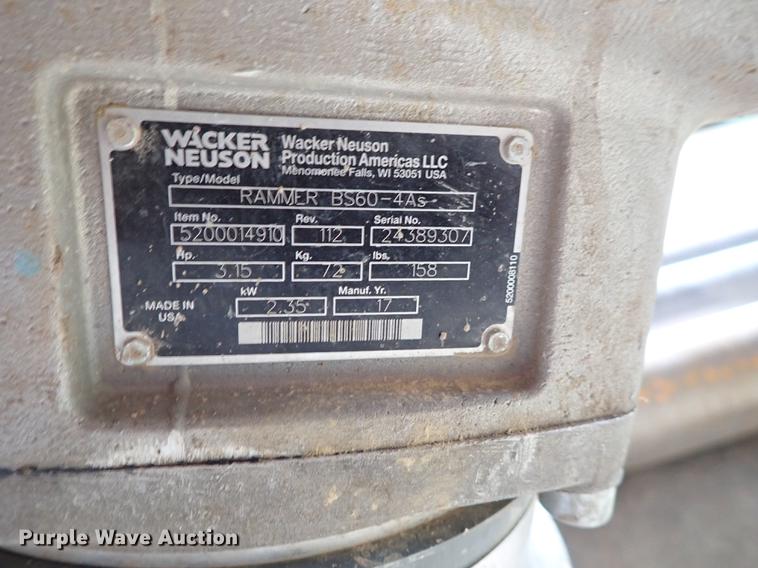 WACKER
NEUSON
Wacker Neuson
Production Americas LLC
Menomonee Falls, WI 53051 USA
Type/Model
RAMMER BS60-4As
Item No. Rev. Serial No.
5200014910 112 24389307
Hp. Kg. lbs.
3.15 72 158
kW Manuf. Yr.
MADE IN
USA
2.35 17
5200008110
Purple Wave Auction